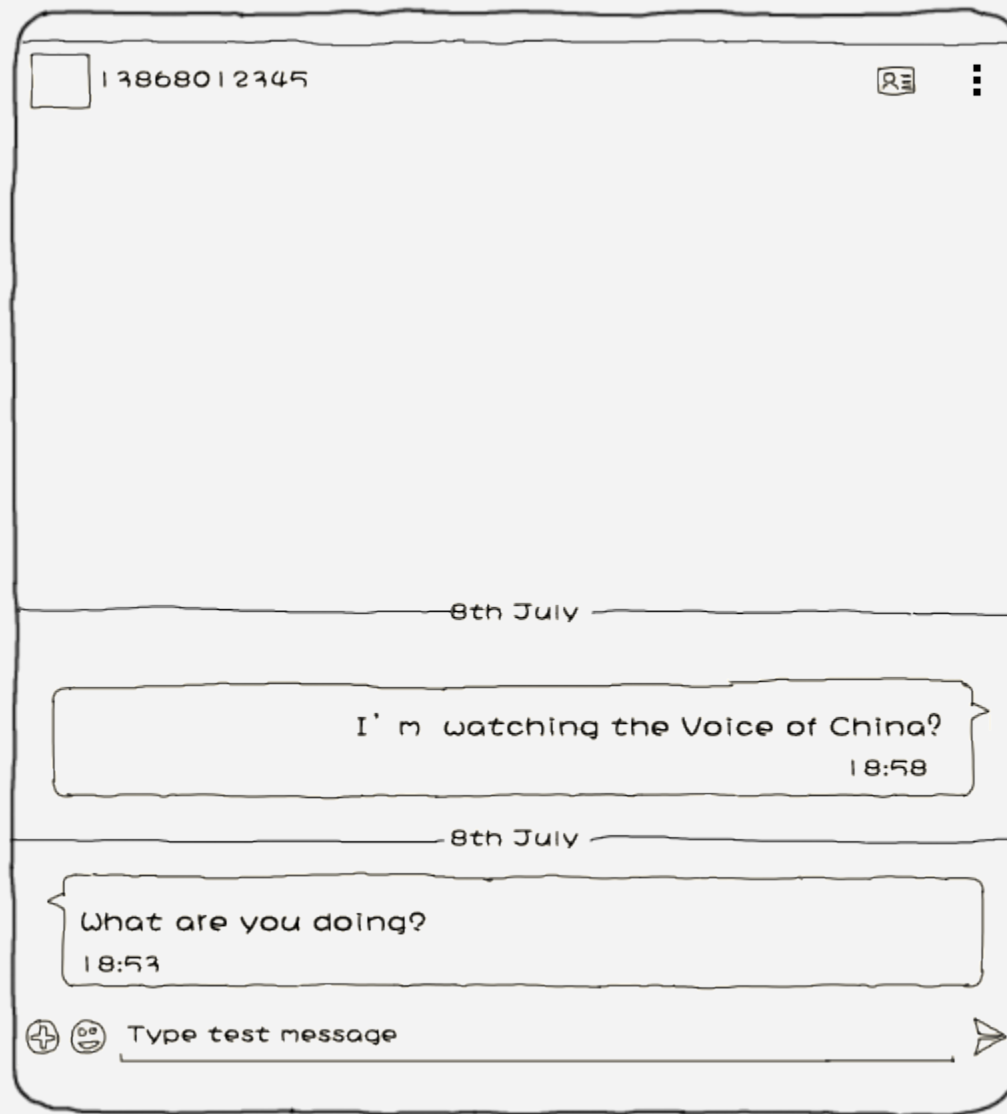 13868012345
8th July
I'm watching the Voice of China?
18:58
8th July
What are you doing?
18:53
Type test message